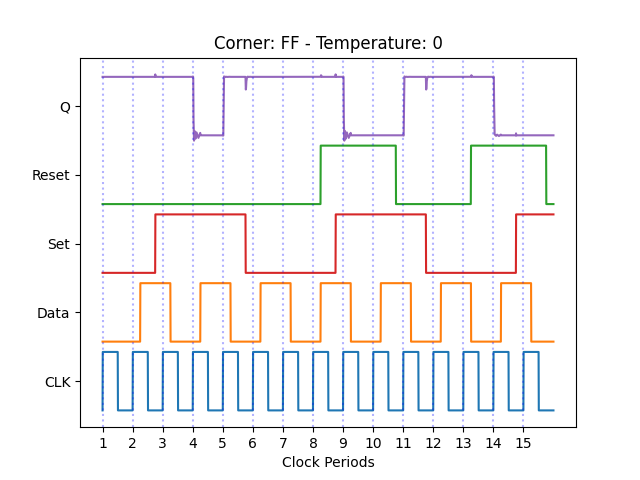 Corner: FF - Temperature: 0
Q
Reset
Set
Data
CLK
1 2 3 4 5 6 7 8 9 10 11 12 13 14 15
Clock Periods